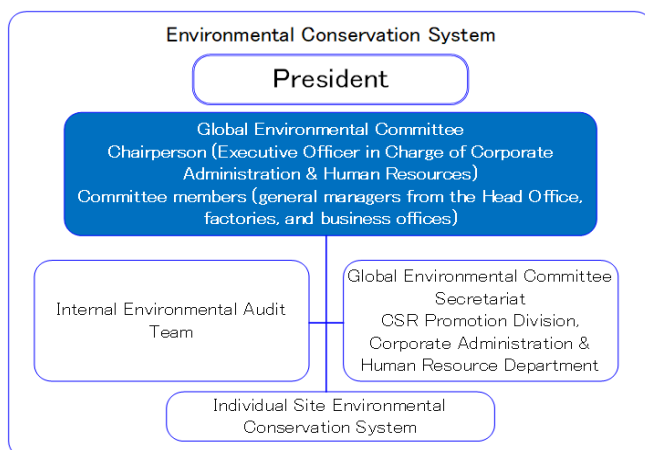 Environmental Conservation System
President
Global Environmental Committee
Chairperson (Executive Officer in Charge of Corporate
Administration & Human Resources)
Committee members (general managers from the Head Office,
factories, and business offices)
Internal Environmental Audit
Team
Global Environmental Committee
Secretariat
CSR Promotion Division,
Corporate Administration &
Human Resource Department
Individual Site Environmental
Conservation System